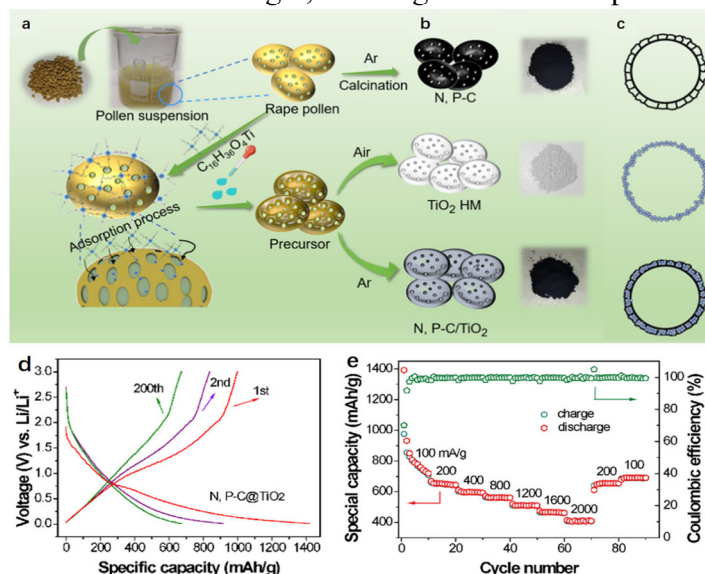 a
b
c
Pollen suspension
Rape pollen
Ar
Calcination
N, P-C
C16H36O4Ti
Adsorption process
Precursor
Air
TiO2 HM
Ar
N, P-C/TiO2
d
Voltage (V) vs. Li/Li+
3.0
2.5
2.0
1.5
1.0
0.5
0.0
200th
2nd
1st
N, P-C@TiO2
0 200 400 600 800 1000 1200 1400
Specific capacity (mAh/g)
e
Special capacity (mAh/g)
1400
1200
1000
800
600
400
charge
discharge
100 mA/g
200
400
800
1200
1600
2000
200
100
100
80
60
40
20
0
Coulombic efficiency (%)
0 20 40 60 80
Cycle number